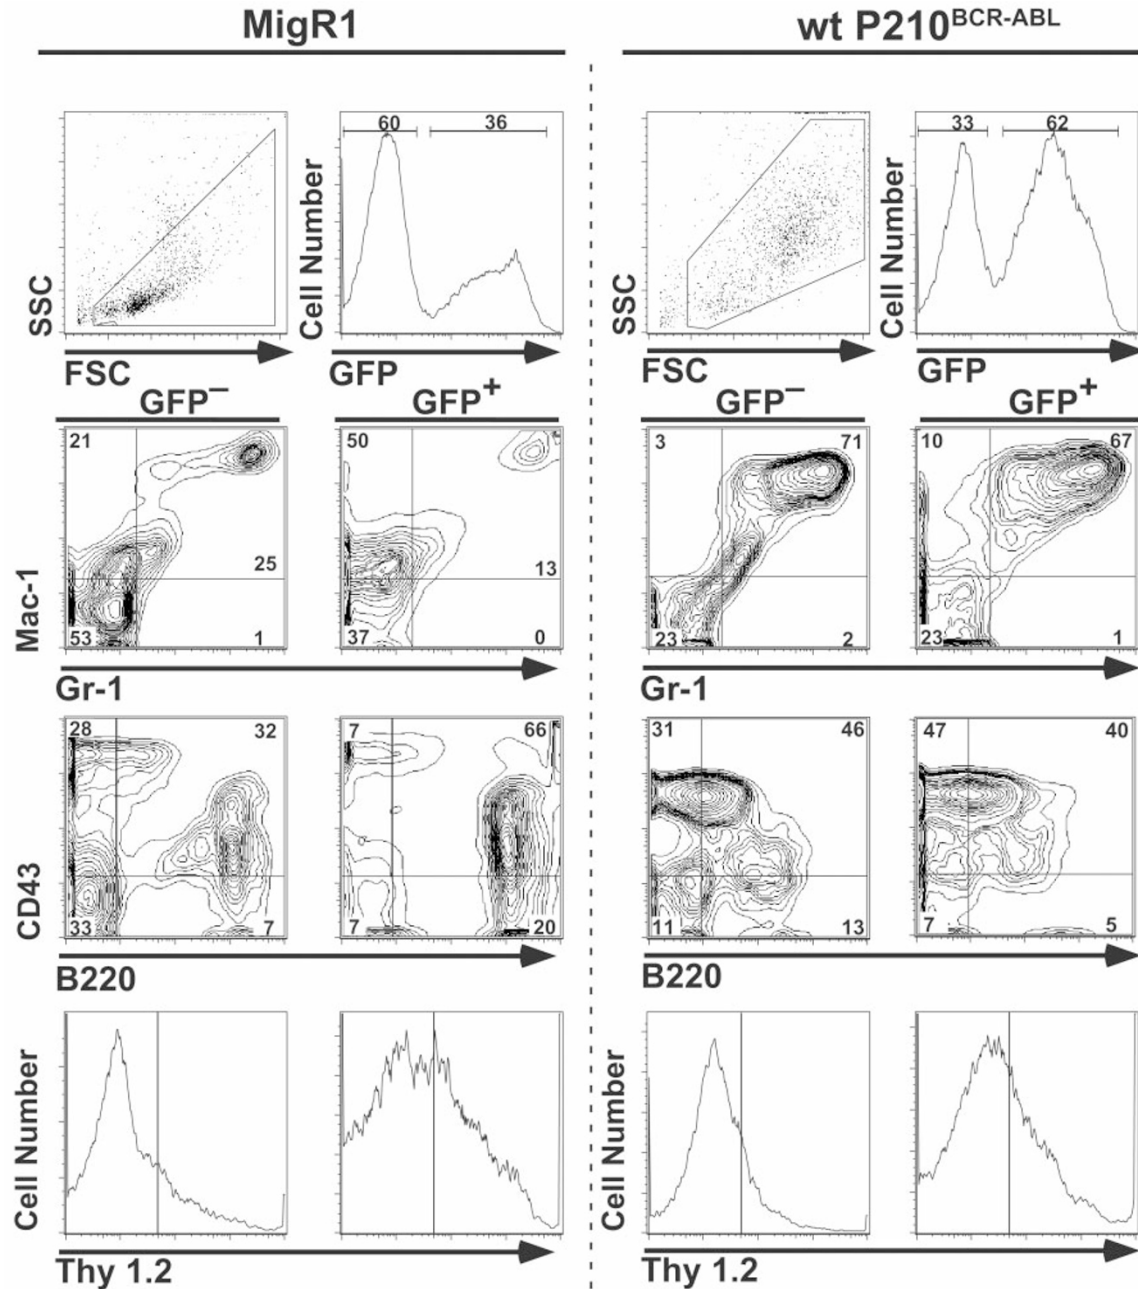 MigR1
wt P210BCR-ABL
60
36
33
62
SSC
Cell Number
SSC
Cell Number
FSC
GFP
FSC
GFP
GFP–
GFP+
GFP–
GFP+
21
50
3
71
10
67
25
13
53
1
37
0
23
2
23
1
Mac-1
Gr-1
Gr-1
28
32
7
66
31
46
47
40
33
7
7
20
11
13
7
5
CD43
B220
B220
Cell Number
Cell Number
Thy 1.2
Thy 1.2